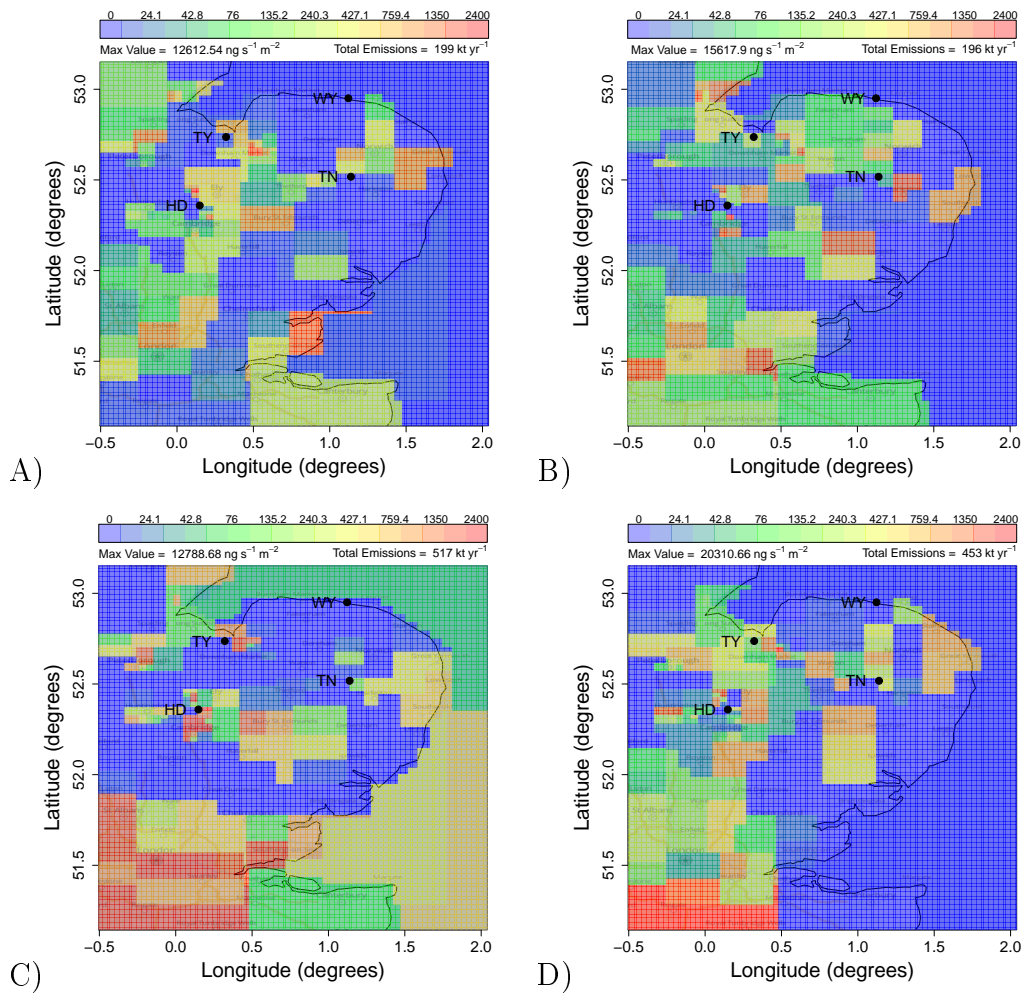 0 24.1 42.8 76 135.2 240.3 427.1 759.4 1350 2400
Max Value = 12612.54 ng s⁻¹ m⁻² Total Emissions = 199 kt yr⁻¹
53.0
52.5
52.0
51.5
Latitude (degrees)
WY
TY
TN
HD
−0.5 0.0 0.5 1.0 1.5 2.0
Longitude (degrees)
A)
0 24.1 42.8 76 135.2 240.3 427.1 759.4 1350 2400
Max Value = 15617.9 ng s⁻¹ m⁻² Total Emissions = 196 kt yr⁻¹
53.0
52.5
52.0
51.5
Latitude (degrees)
WY
TY
TN
HD
−0.5 0.0 0.5 1.0 1.5 2.0
Longitude (degrees)
B)
0 24.1 42.8 76 135.2 240.3 427.1 759.4 1350 2400
Max Value = 12788.68 ng s⁻¹ m⁻² Total Emissions = 517 kt yr⁻¹
53.0
52.5
52.0
51.5
Latitude (degrees)
WY
TY
TN
HD
Bury St Edmunds
London
−0.5 0.0 0.5 1.0 1.5 2.0
Longitude (degrees)
C)
0 24.1 42.8 76 135.2 240.3 427.1 759.4 1350 2400
Max Value = 20310.66 ng s⁻¹ m⁻² Total Emissions = 453 kt yr⁻¹
53.0
52.5
52.0
51.5
Latitude (degrees)
WY
TY
TN
HD
St Albans
London
−0.5 0.0 0.5 1.0 1.5 2.0
Longitude (degrees)
D)